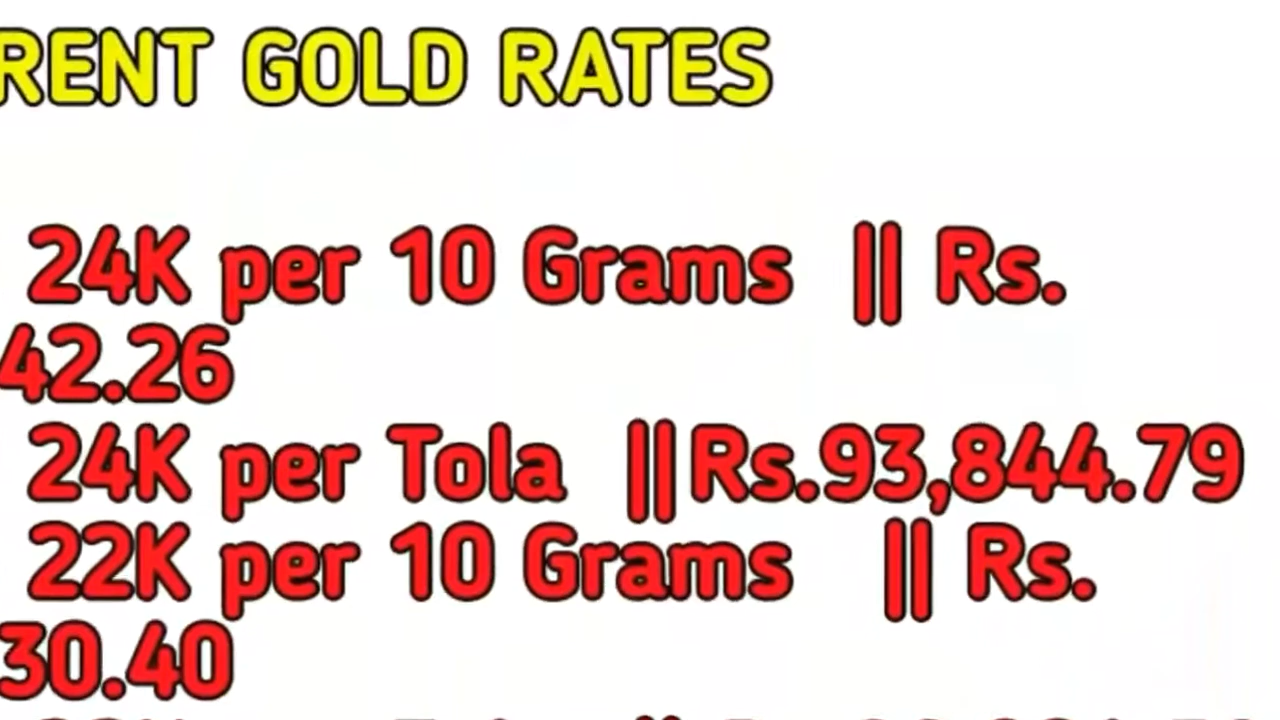 RENT GOLD RATES
24K per 10 Grams || Rs.
42.26
24K per Tola ||Rs.93,844.79
22K per 10 Grams || Rs.
30.40